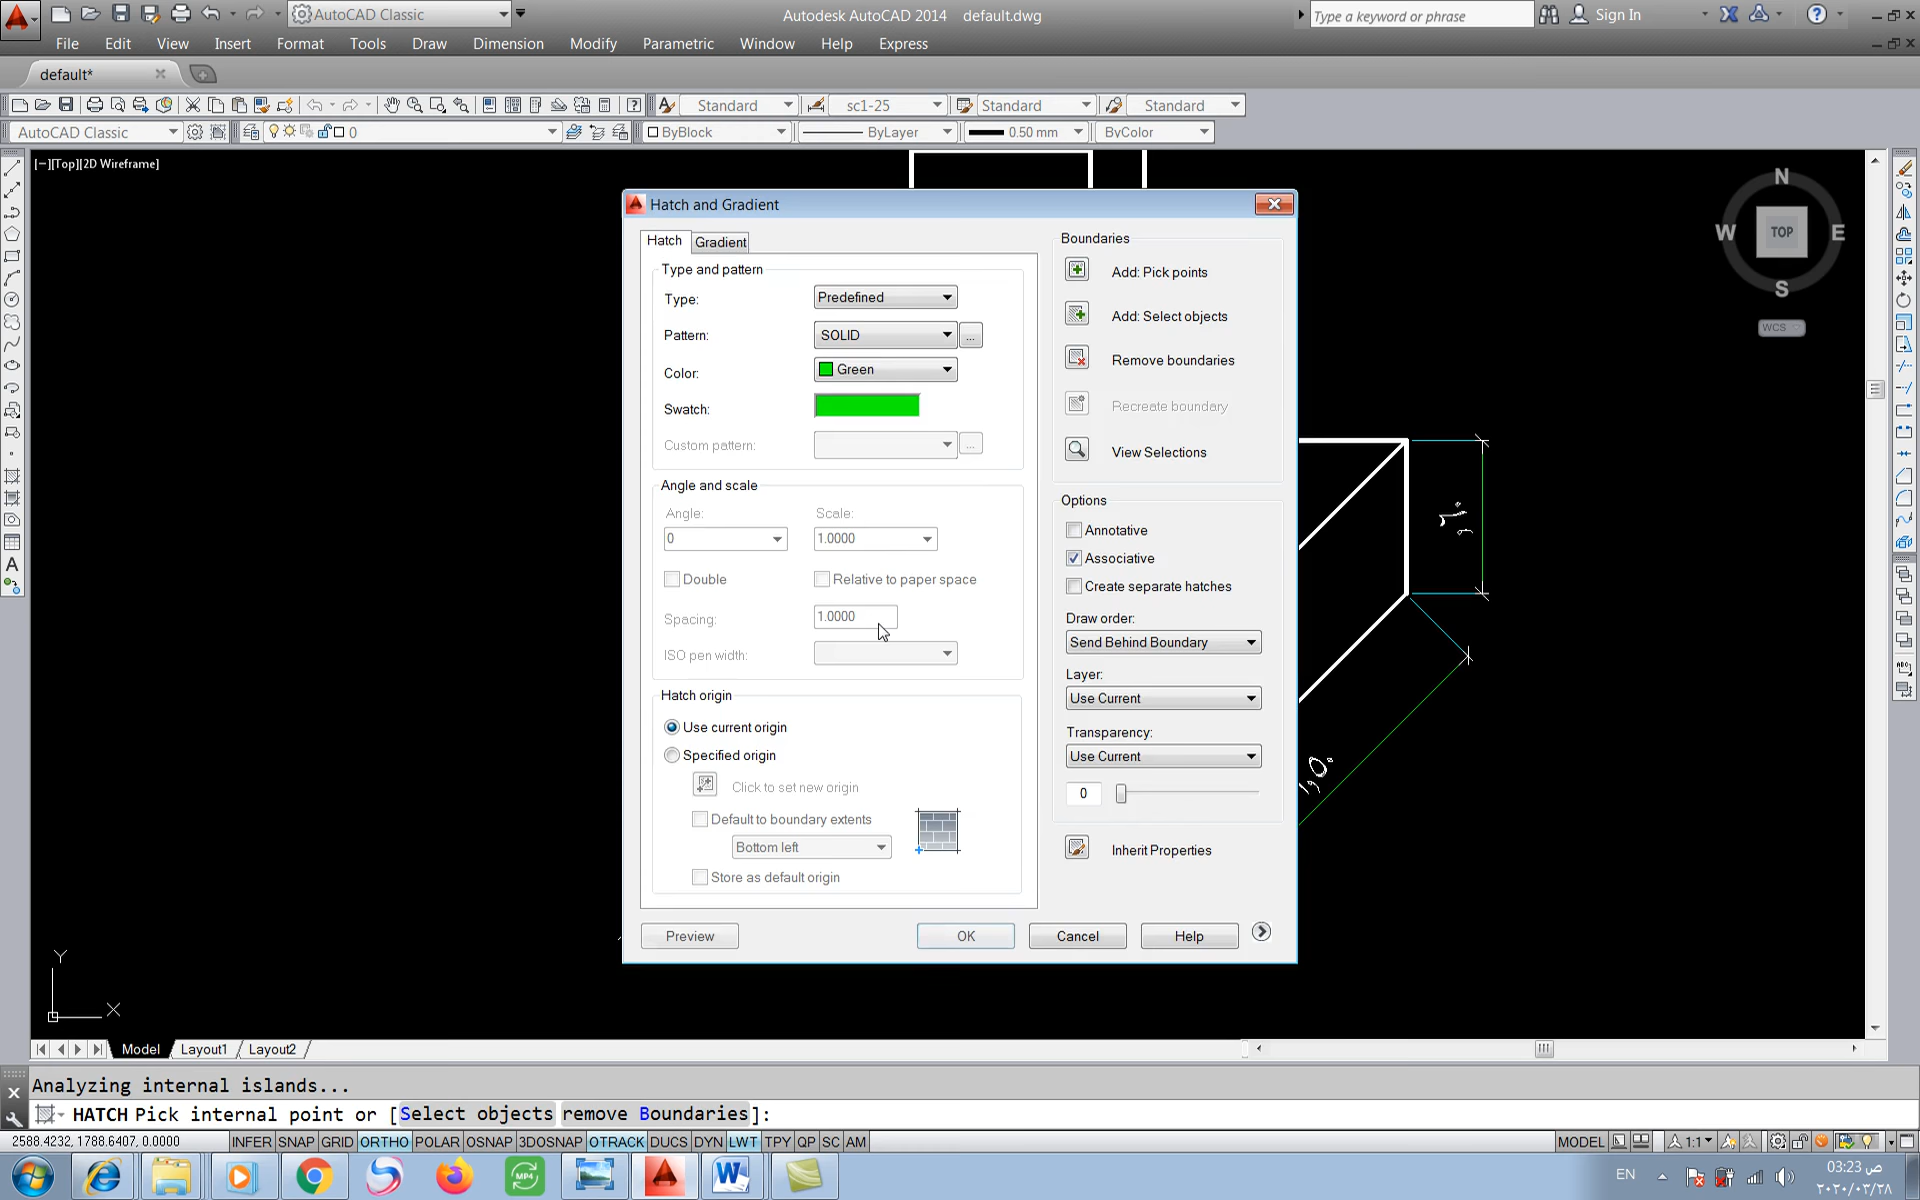 AutoCAD Classic
Autodesk AutoCAD 2014 default.dwg
Type a keyword or phrase
Sign In
File Edit View Insert Format Tools Draw Dimension Modify Parametric Window Help Express
default*
Standard
sc1-25
Standard
Standard
AutoCAD Classic
0
ByBlock
ByLayer
0.50 mm
ByColor
[−][Top][2D Wireframe]
N
W TOP E
S
WCS
Hatch and Gradient
Hatch Gradient
Type and pattern
Type: Predefined
Pattern: SOLID ...
Color: Green
Swatch:
Custom pattern: ...
Angle and scale
Angle: Scale:
0 1.0000
Double Relative to paper space
Spacing: 1.0000
ISO pen width:
Hatch origin
Use current origin
Specified origin
Click to set new origin
Default to boundary extents
Bottom left
Store as default origin
Boundaries
Add: Pick points
Add: Select objects
Remove boundaries
Recreate boundary
View Selections
Options
Annotative
Associative
Create separate hatches
Draw order:
Send Behind Boundary
Layer:
Use Current
Transparency:
Use Current
0
Inherit Properties
Preview OK Cancel Help
Y
X
Model Layout1 Layout2
Analyzing internal islands...
HATCH Pick internal point or [Select objects remove Boundaries]:
2588.4232, 1788.6407, 0.0000
INFER SNAP GRID ORTHO POLAR OSNAP 3DOSNAP OTRACK DUCS DYN LWT TPY QP SC AM
MODEL 1:1
MP4
EN
03:23 ص
٢٠٢٠/٠٣/٢٨